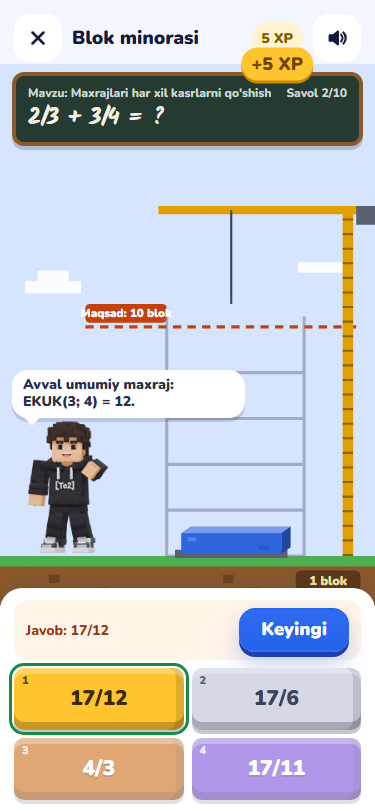 Blok minorasi
5 XP
+5 XP
Mavzu: Maxrajlari har xil kasrlarni qo'shish
Savol 2/10
2/3 + 3/4 = ?
Maqsad: 10 blok
Avval umumiy maxraj:
EKUK(3; 4) = 12.
[To2]
1 blok
Javob: 17/12
Keyingi
1
17/12
2
17/6
3
4/3
4
17/11